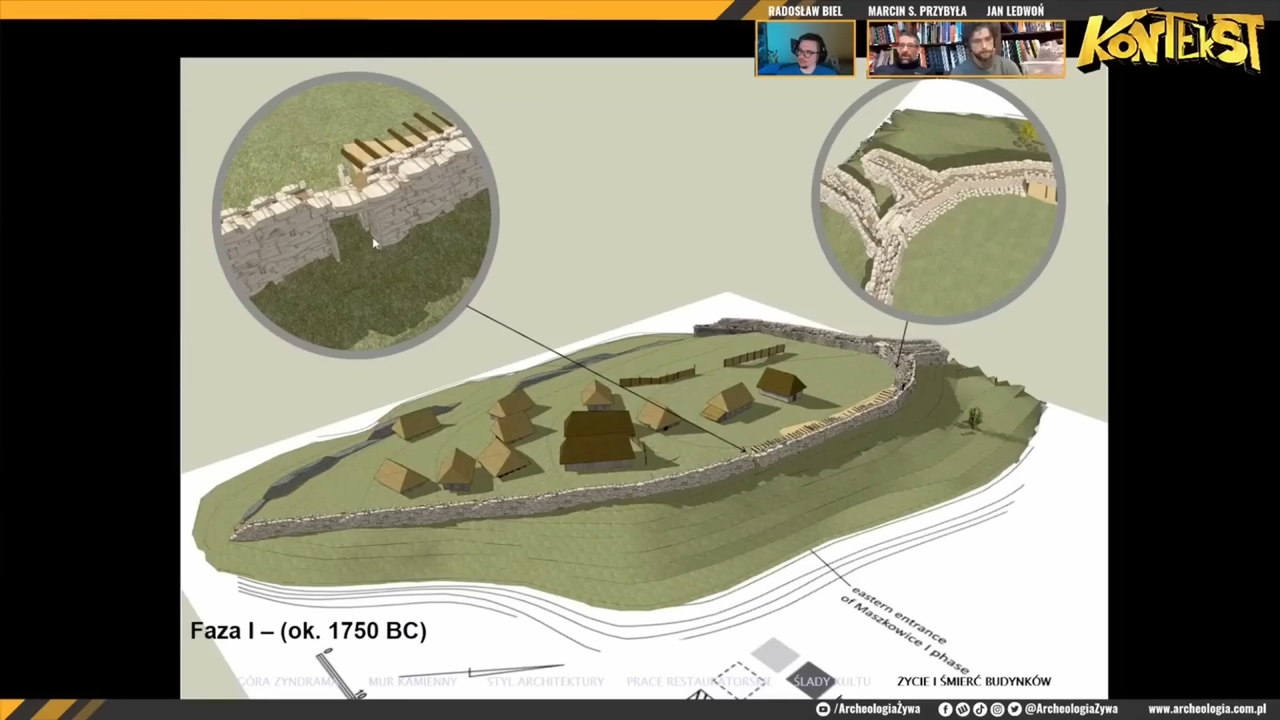 RADOSŁAW BIEL MARCIN S. PRZYBYŁA JAN LEDWOŃ
KONTEKST
eastern entrance
of Maszkowice I phase
Faza I – (ok. 1750 BC)
GÓRA ZYNDRAMA MUR KAMIENNY STYL ARCHITEKTURY PRACE RESTAURATORSKIE ŚLADY KULTU ŻYCIE I ŚMIERĆ BUDYNKÓW
/ArcheologiaŻywa @ArcheologiaŻywa www.archeologia.com.pl